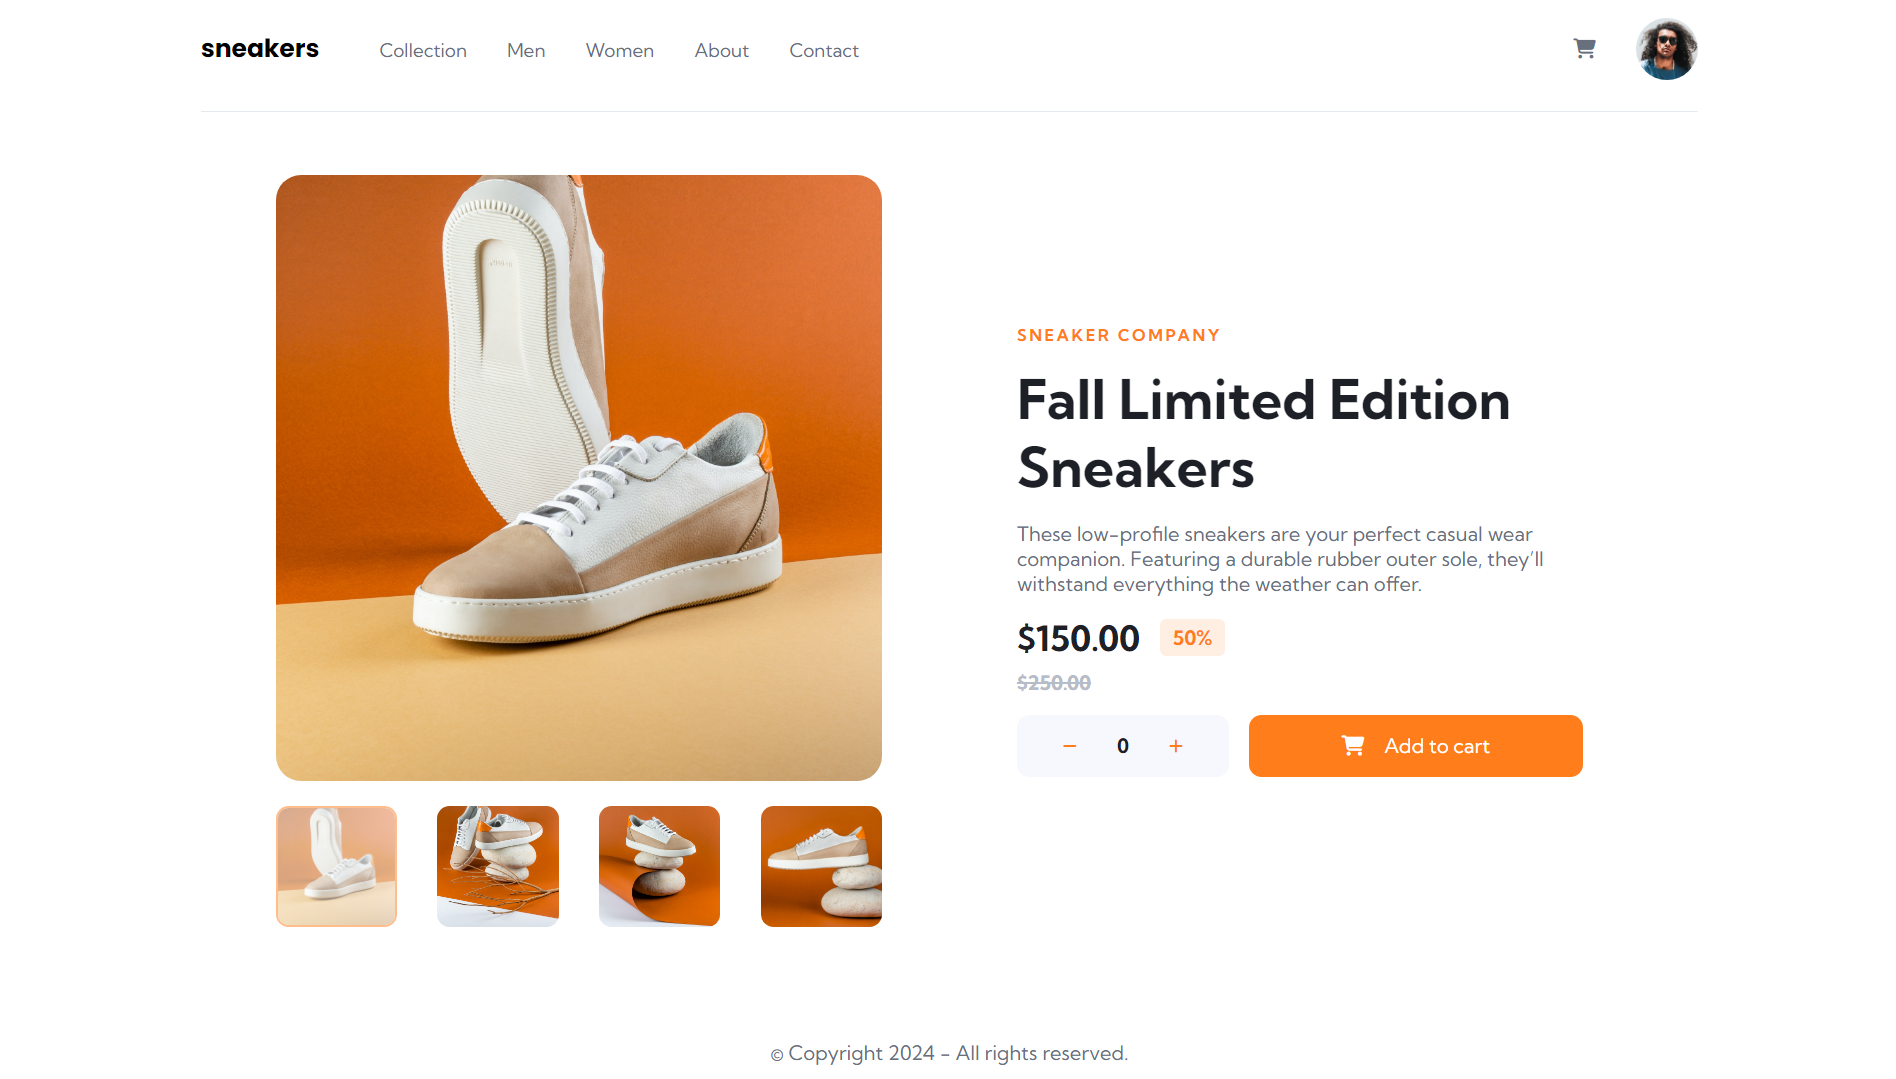 sneakers
Collection Men Women About Contact
SNEAKER COMPANY
Fall Limited Edition
Sneakers
These low-profile sneakers are your perfect casual wear
companion. Featuring a durable rubber outer sole, they’ll
withstand everything the weather can offer.
$150.00 50%
$250.00
− 0 +
Add to cart
© Copyright 2024 - All rights reserved.